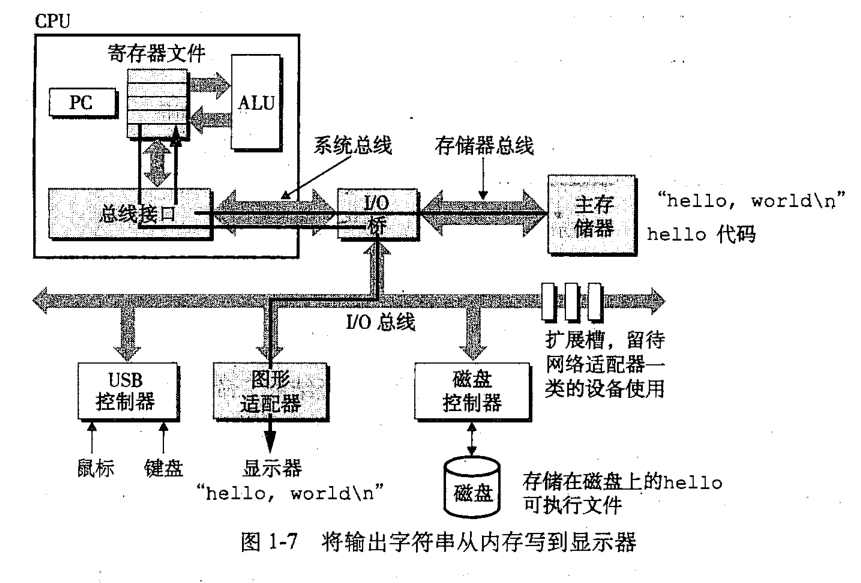 CPU
寄存器文件
PC
ALU
系统总线
存储器总线
总线接口
I/O
桥
主存
储器
“hello, world\n”
hello 代码
I/O 总线
扩展槽，留待
网络适配器一
类的设备使用
USB
控制器
图形
适配器
磁盘
控制器
鼠标
键盘
显示器
“hello, world\n”
磁盘
存储在磁盘上的hello
可执行文件
图 1-7 将输出字符串从内存写到显示器